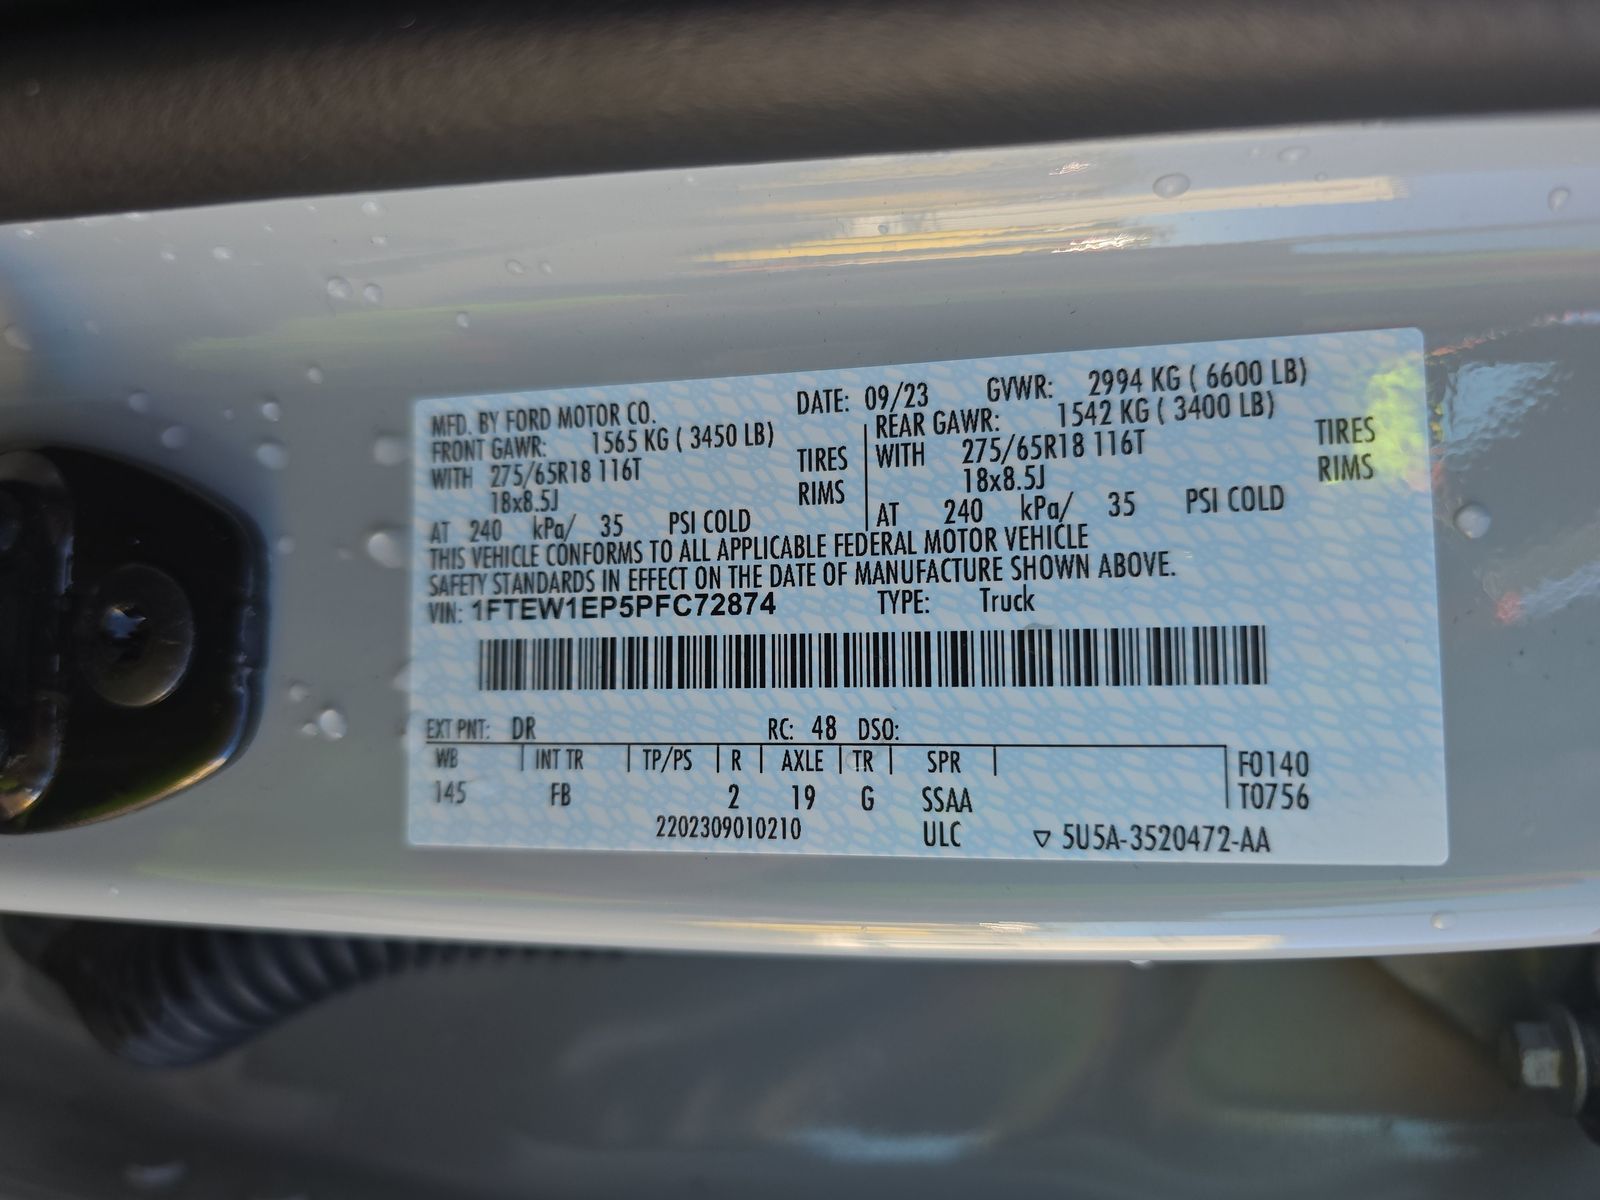 MFD. BY FORD MOTOR CO. DATE: 09/23 GVWR: 2994 KG ( 6600 LB)
FRONT GAWR: 1565 KG ( 3450 LB) REAR GAWR: 1542 KG ( 3400 LB)
WITH 275/65R18 116T TIRES WITH 275/65R18 116T TIRES
18x8.5J RIMS 18x8.5J RIMS
AT 240 kPa/ 35 PSI COLD AT 240 kPa/ 35 PSI COLD
THIS VEHICLE CONFORMS TO ALL APPLICABLE FEDERAL MOTOR VEHICLE
SAFETY STANDARDS IN EFFECT ON THE DATE OF MANUFACTURE SHOWN ABOVE.
VIN: 1FTEW1EP5PFC72874 TYPE: Truck
EXT PNT: DR RC: 48 DSO:
WB INT TR TP/PS R AXLE TR SPR F0140
145 FB 2 19 G SSAA T0756
2202309010210 ULC ▽ 5U5A-3520472-AA